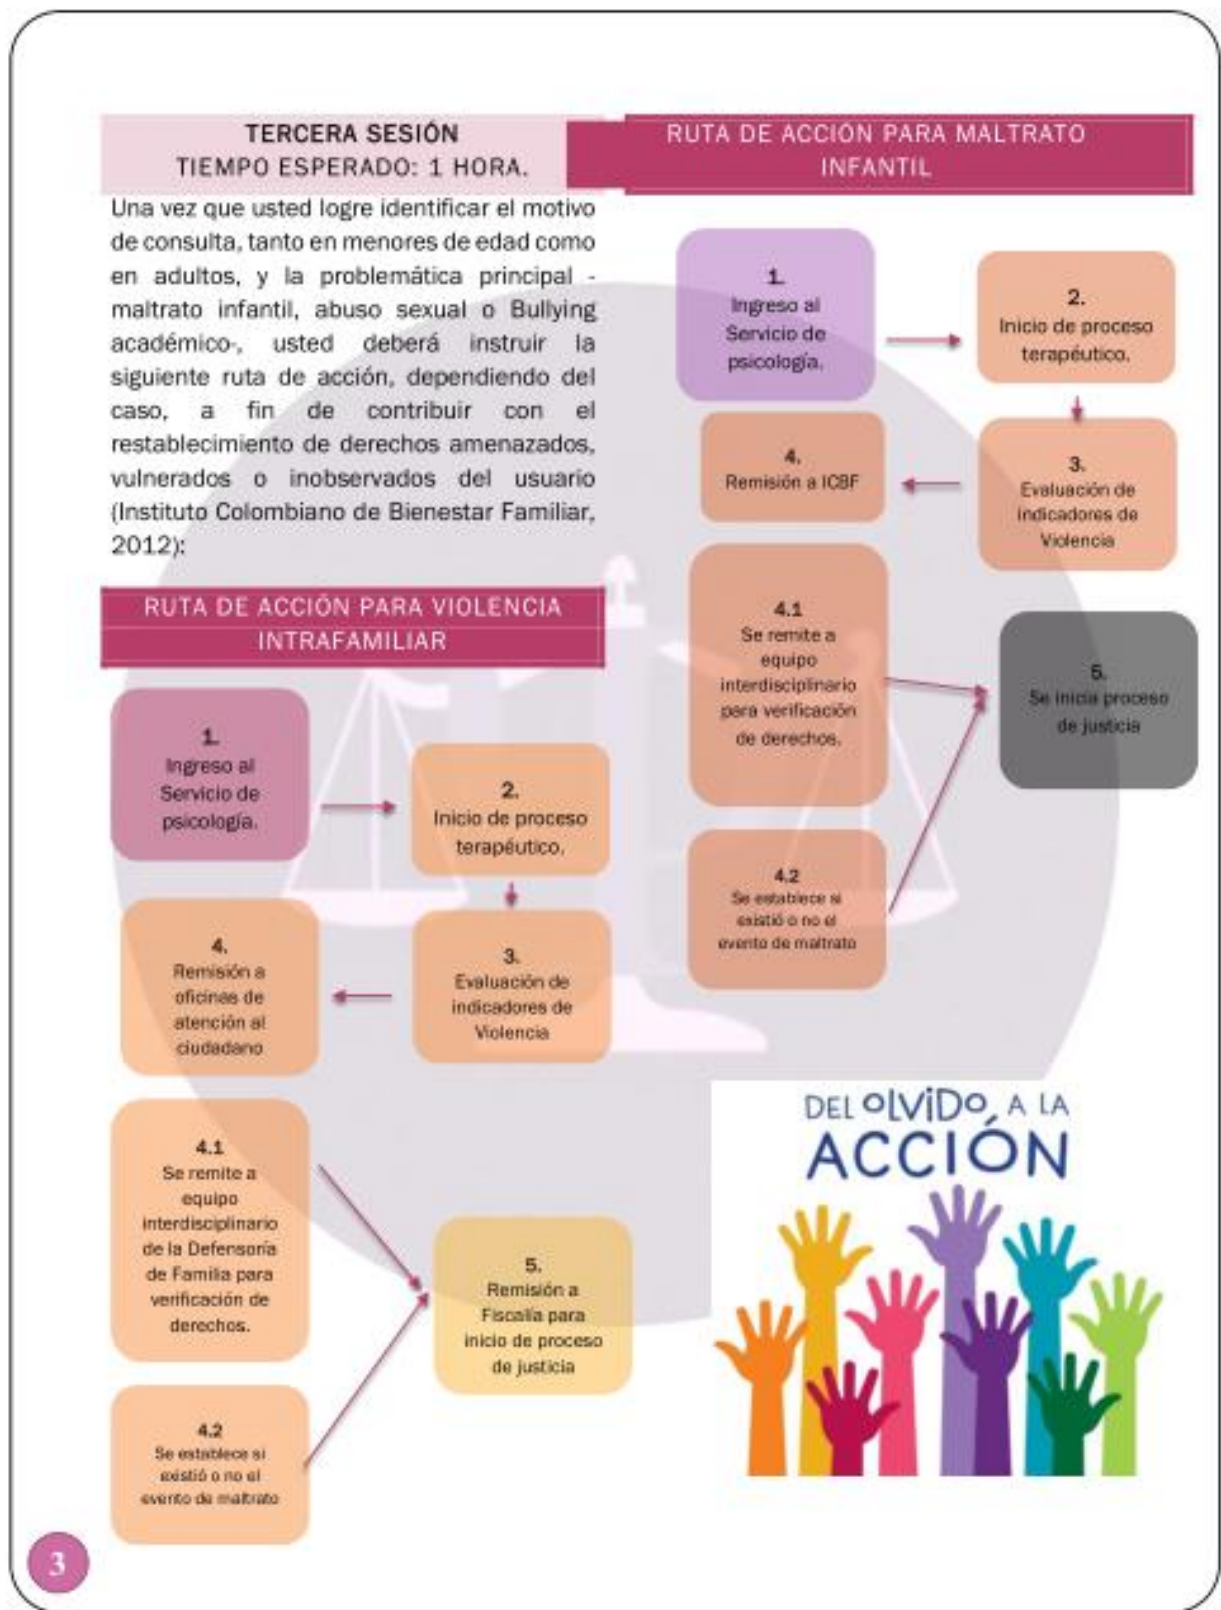 TERCERA SESIÓN
TIEMPO ESPERADO: 1 HORA.
Una vez que usted logre identificar el motivo
de consulta, tanto en menores de edad como
en adultos, y la problemática principal -
maltrato infantil, abuso sexual o Bullying
académico-, usted deberá instruir la
siguiente ruta de acción, dependiendo del
caso, a fin de contribuir con el
restablecimiento de derechos amenazados,
vulnerados o inobservados del usuario
(Instituto Colombiano de Bienestar Familiar,
2012):
RUTA DE ACCIÓN PARA VIOLENCIA
INTRAFAMILIAR
1.
Ingreso al
Servicio de
psicología.
2.
Inicio de proceso
terapéutico.
3.
Evaluación de
indicadores de
Violencia
4.
Remisión a
oficinas de
atención al
ciudadano
4.1
Se remite a
equipo
interdisciplinario
de la Defensoría
de Familia para
verificación de
derechos.
4.2
Se establece si
existió o no el
evento de maltrato
5.
Remisión a
Fiscalía para
inicio de proceso
de justicia
RUTA DE ACCIÓN PARA MALTRATO
INFANTIL
1.
Ingreso al
Servicio de
psicología.
2.
Inicio de proceso
terapéutico.
3.
Evaluación de
indicadores de
Violencia
4.
Remisión a ICBF
4.1
Se remite a
equipo
interdisciplinario
para verificación
de derechos.
4.2
Se establece si
existió o no el
evento de maltrato
5.
Se inicia proceso
de justicia
DEL OLVIDO, A LA
ACCIÓN
3